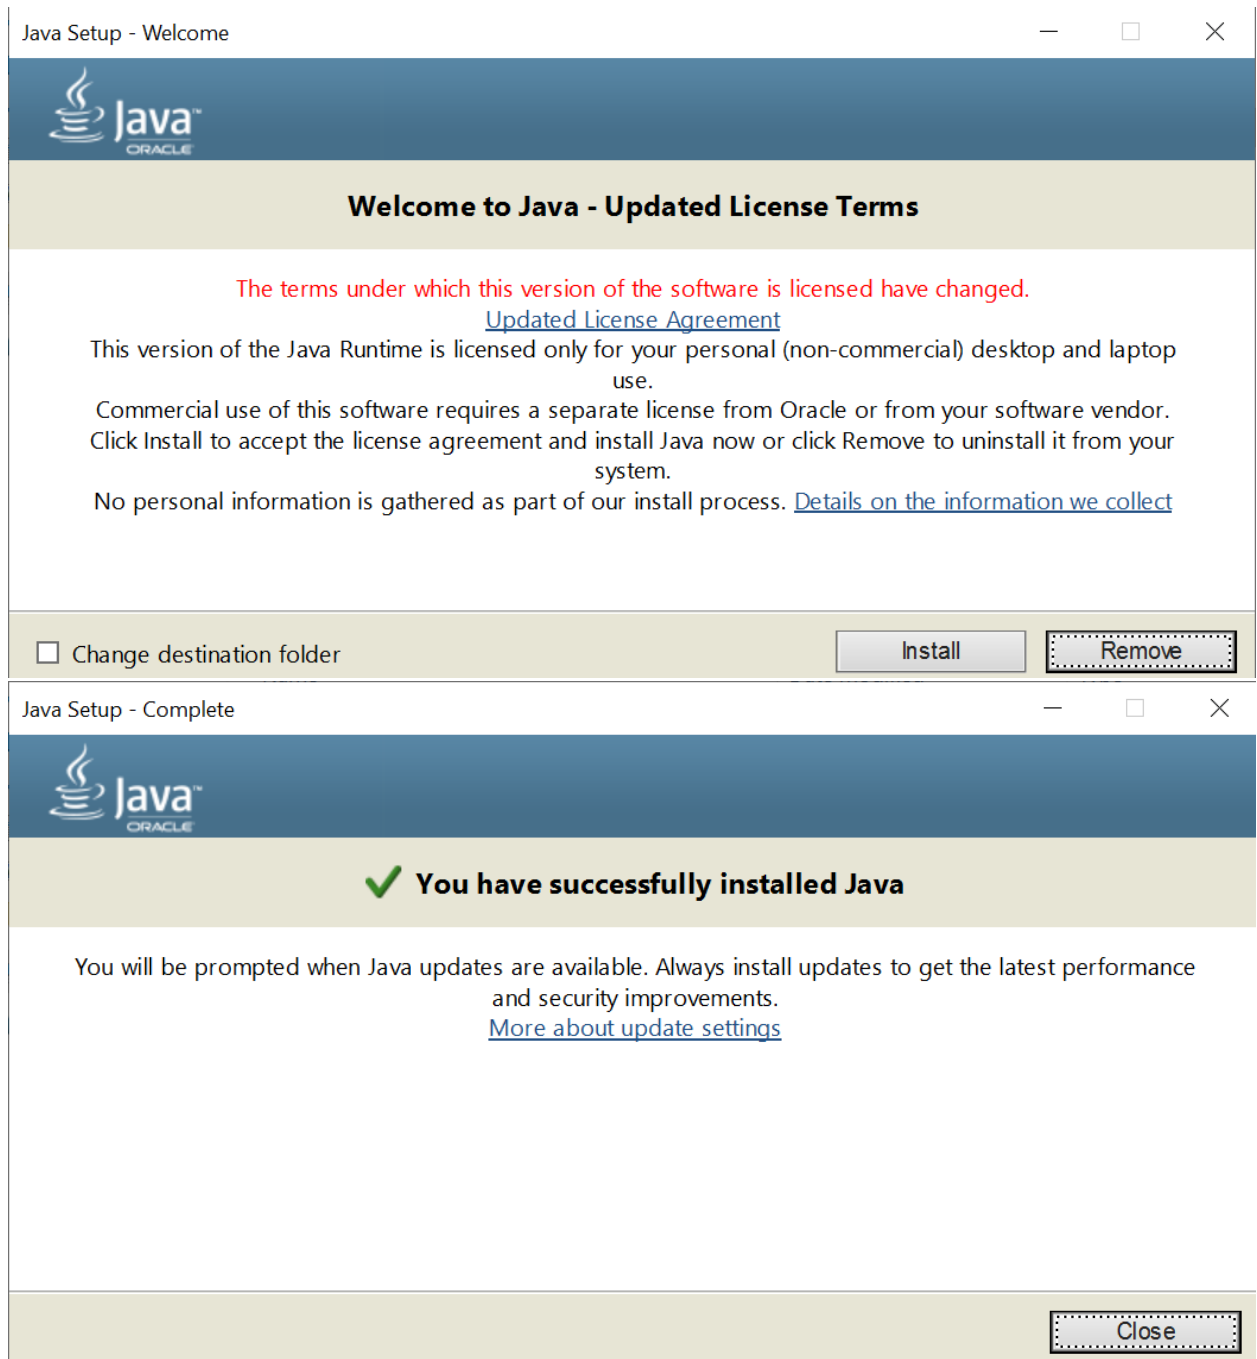 Java Setup - Welcome
Java™
ORACLE
Welcome to Java - Updated License Terms
The terms under which this version of the software is licensed have changed.
Updated License Agreement
This version of the Java Runtime is licensed only for your personal (non-commercial) desktop and laptop
use.
Commercial use of this software requires a separate license from Oracle or from your software vendor.
Click Install to accept the license agreement and install Java now or click Remove to uninstall it from your
system.
No personal information is gathered as part of our install process. Details on the information we collect
Change destination folder
Install
Remove
Java Setup - Complete
Java™
ORACLE
You have successfully installed Java
You will be prompted when Java updates are available. Always install updates to get the latest performance
and security improvements.
More about update settings
Close